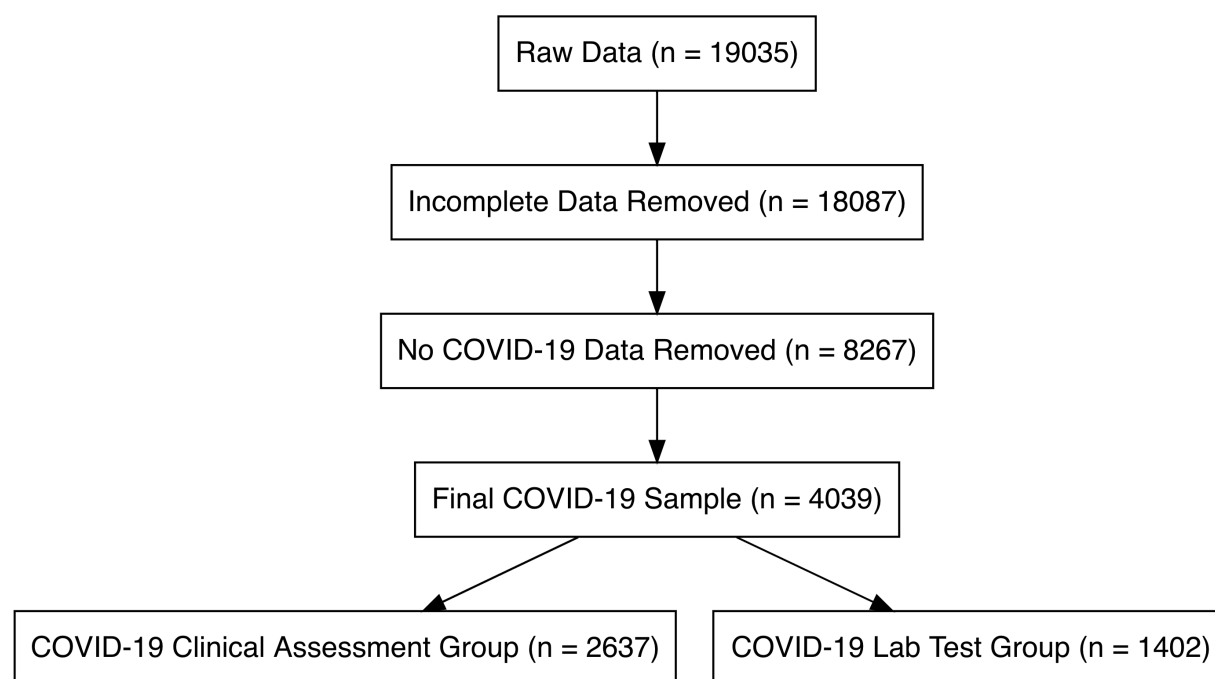 Raw Data (n = 19035)
Incomplete Data Removed (n = 18087)
No COVID-19 Data Removed (n = 8267)
Final COVID-19 Sample (n = 4039)
COVID-19 Clinical Assessment Group (n = 2637)
COVID-19 Lab Test Group (n = 1402)